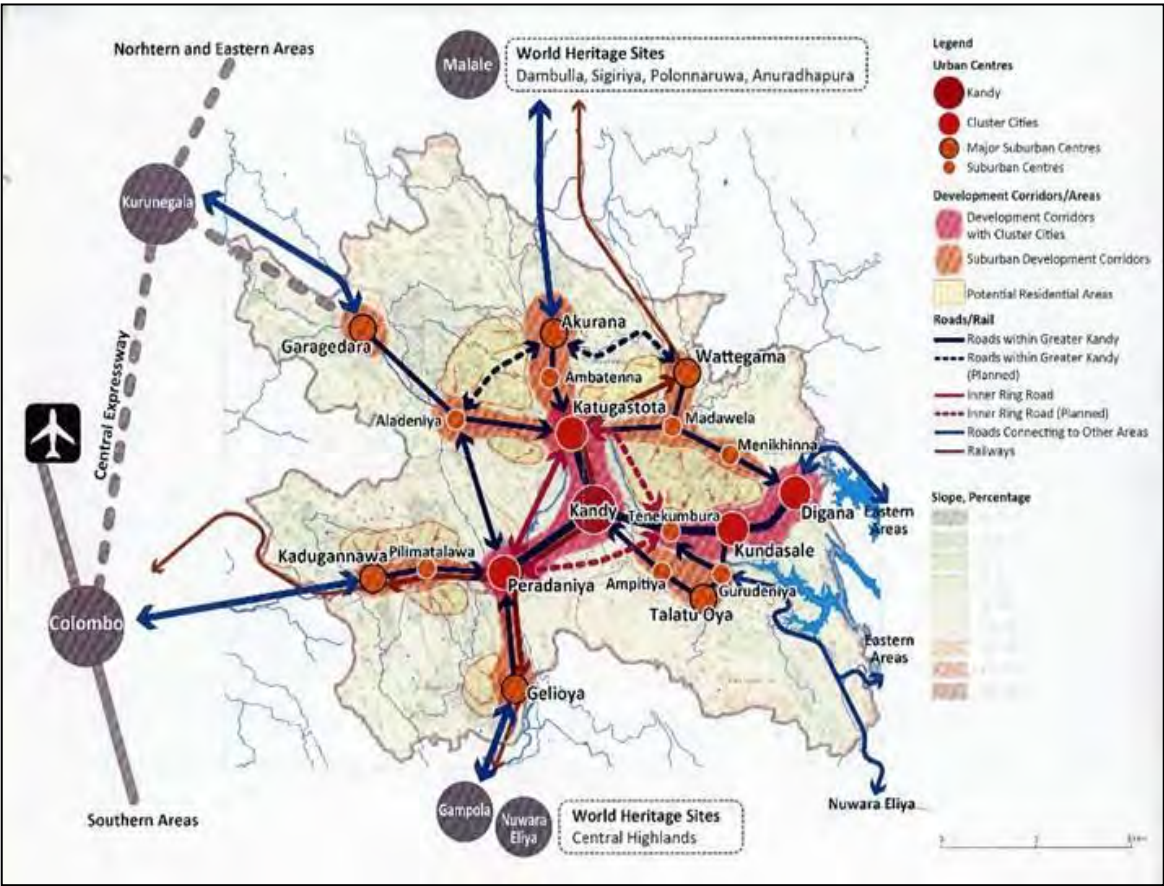 Norhtern and Eastern Areas
Malale
World Heritage Sites
Dambulla, Sigiriya, Polonnaruwa, Anuradhapura
Kurunegala
Central Expressway
Garagedara
Akurana
Wattegama
Ambatenna
Katugastota
Aladeniya
Madawela
Menikhinna
Kandy
Tenekumbura
Digana
Eastern
Areas
Kundasale
Kadugannawa
Pilimatalawa
Peradaniya
Ampitiya
Gurudeniya
Talatu Oya
Colombo
Eastern
Areas
Gelioya
Southern Areas
Gampola
Nuwara
Eliya
World Heritage Sites
Central Highlands
Nuwara Eliya
Legend
Urban Centres
Kandy
Cluster Cities
Major Suburban Centres
Suburban Centres
Development Corridors/Areas
Development Corridors
with Cluster Cities
Suburban Development Corridors
Potential Residential Areas
Roads/Rail
Roads within Greater Kandy
Roads within Greater Kandy
(Planned)
Inner Ring Road
Inner Ring Road (Planned)
Roads Connecting to Other Areas
Railways
Slope, Percentage